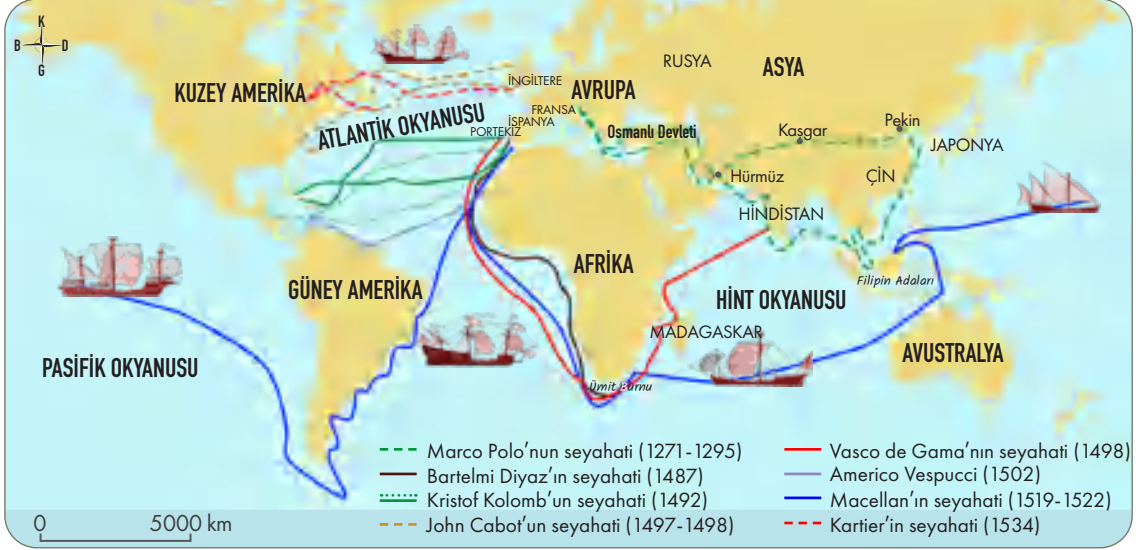 K
B D
G
RUSYA
ASYA
KUZEY AMERİKA
İNGİLTERE
AVRUPA
FRANSA
ATLANTİK OKYANUSU
İSPANYA
PORTEKİZ
Osmanlı Devleti
Kaşgar
Pekin
JAPONYA
Hürmüz
ÇİN
HİNDİSTAN
AFRİKA
GÜNEY AMERİKA
Filipin Adaları
HİNT OKYANUSU
MADAGASKAR
PASİFİK OKYANUSU
AVUSTRALYA
Ümit Burnu
Marco Polo'nun seyahati (1271-1295)
Bartelmi Diyaz'ın seyahati (1487)
Kristof Kolomb'un seyahati (1492)
John Cabot'un seyahati (1497-1498)
Vasco de Gama'nın seyahati (1498)
Americo Vespucci (1502)
Macellan'ın seyahati (1519-1522)
Kartier'in seyahati (1534)
0 5000 km